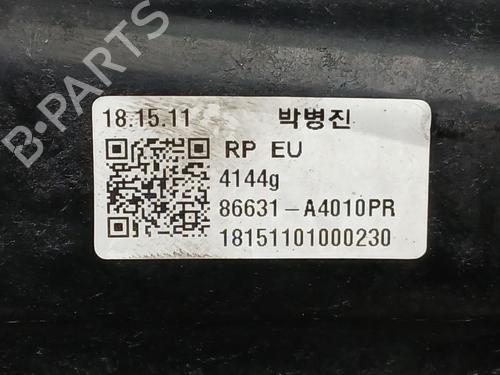 B-PARTS
18.15.11 박병진
RP EU
4144g
86631-A4010PR
18151101000230